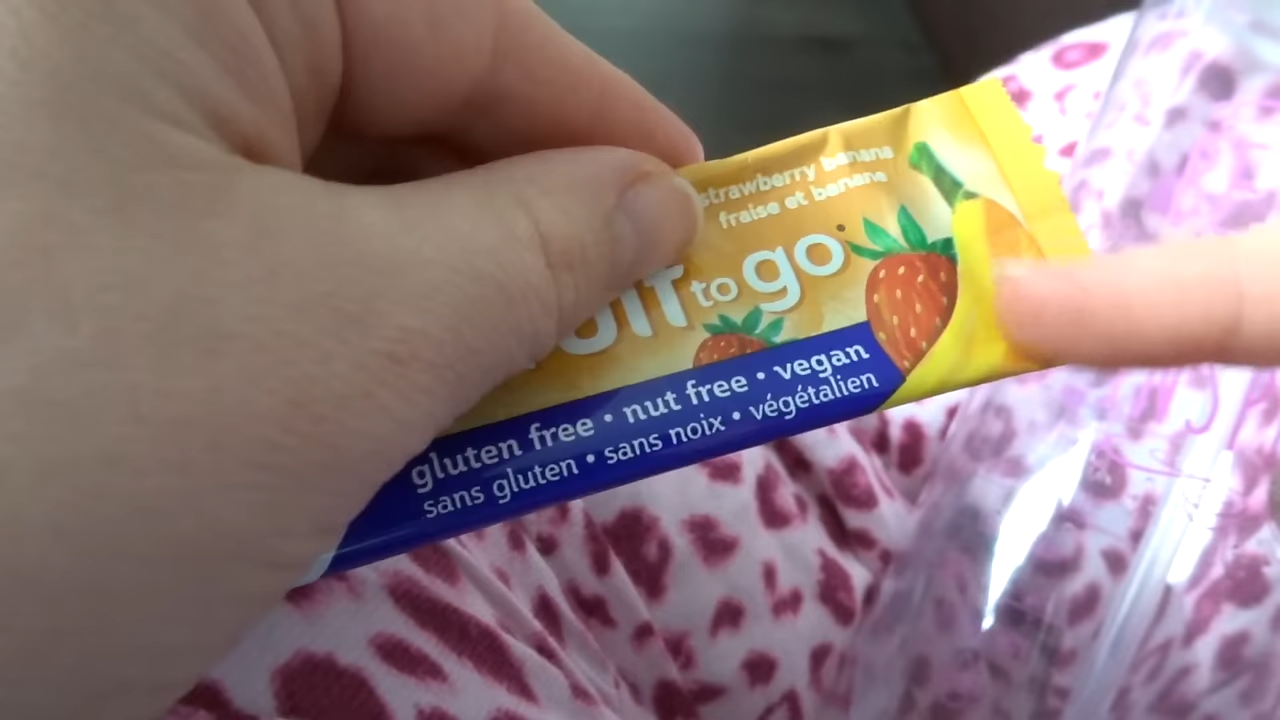 strawberry banana
fraise et banane
to go
gluten free • nut free • vegan
sans gluten • sans noix • végétalien